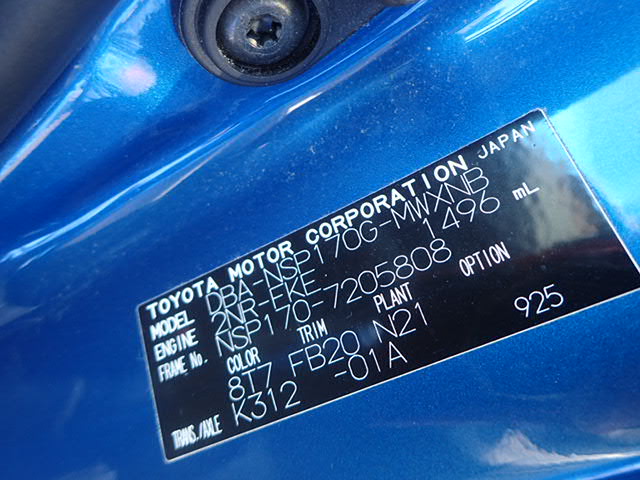 TOYOTA MOTOR CORPORATION JAPAN
MODEL DBA-NSP170G-MWXNB
ENGINE 2NR-FKE 1496 mL
FRAME No. NSP170-7205808
COLOR TRIM PLANT OPTION
8T7 FB20 N21 925
TRANS./AXLE K312 -01A